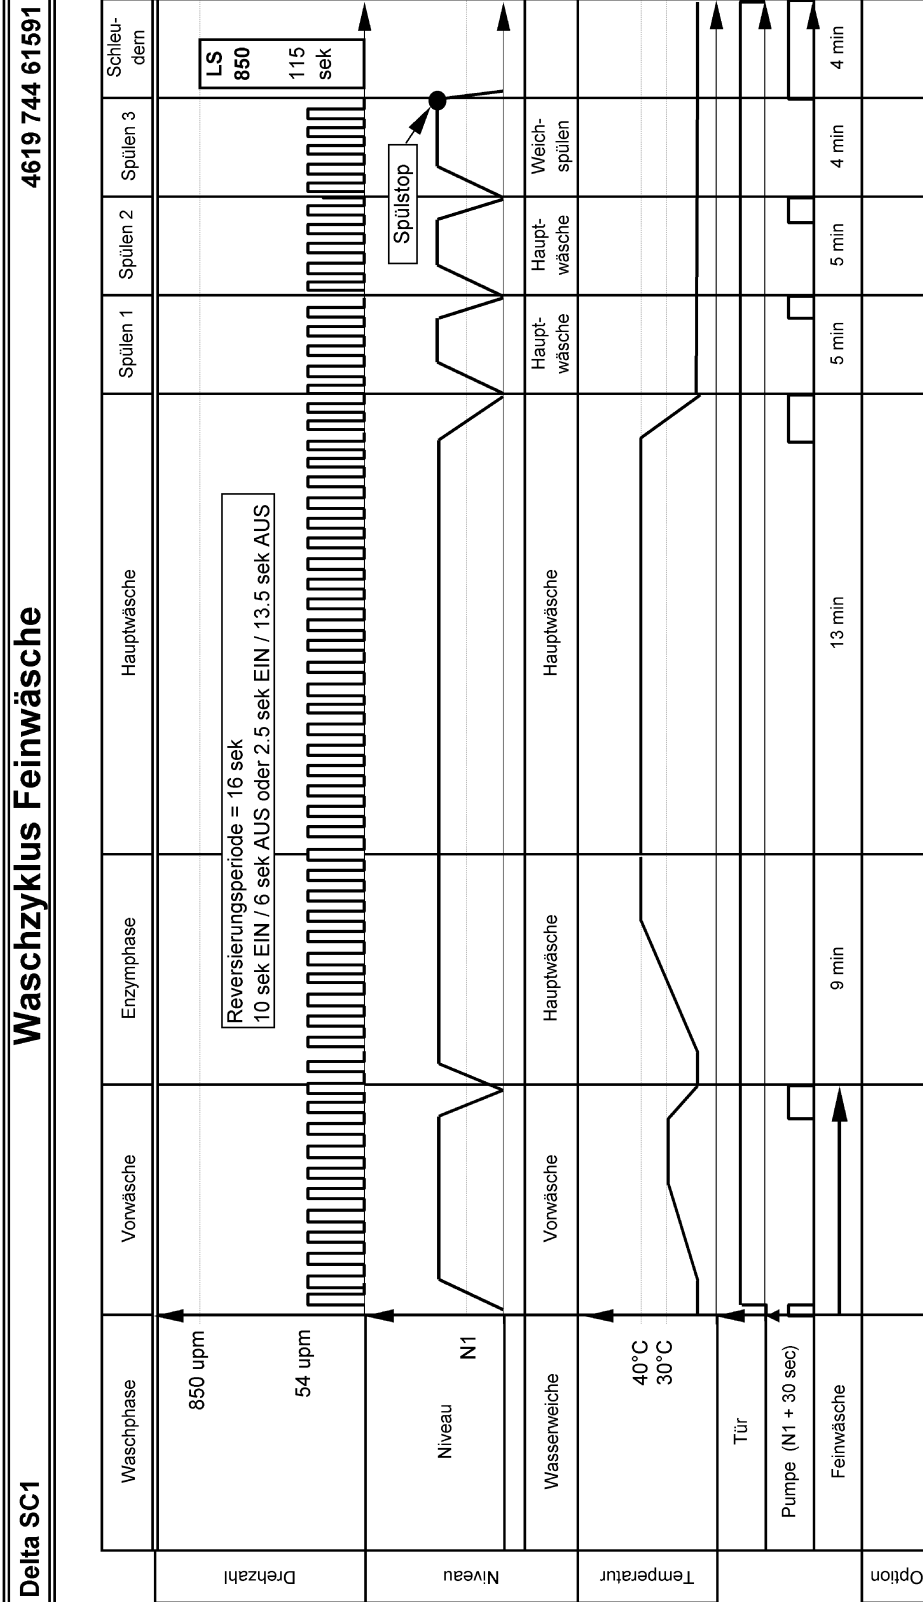 Delta SC1
Waschzyklus Feinwäsche
4619 744 61591
Waschphase
Vorwäsche
Enzymphase
Hauptwäsche
Spülen 1
Spülen 2
Spülen 3
Schleu-
dern
Drehzahl
850 upm
54 upm
Reversierungsperiode = 16 sek
10 sek EIN / 6 sek AUS oder 2.5 sek EIN / 13.5 sek AUS
LS
850
115
sek
Niveau
Niveau
N1
Spülstop
Wasserweiche
Vorwäsche
Hauptwäsche
Hauptwäsche
Haupt-
wäsche
Haupt-
wäsche
Weich-
spülen
Temperatur
40°C
30°C
Tür
Pumpe (N1 + 30 sec)
Feinwäsche
9 min
13 min
5 min
5 min
4 min
4 min
Option